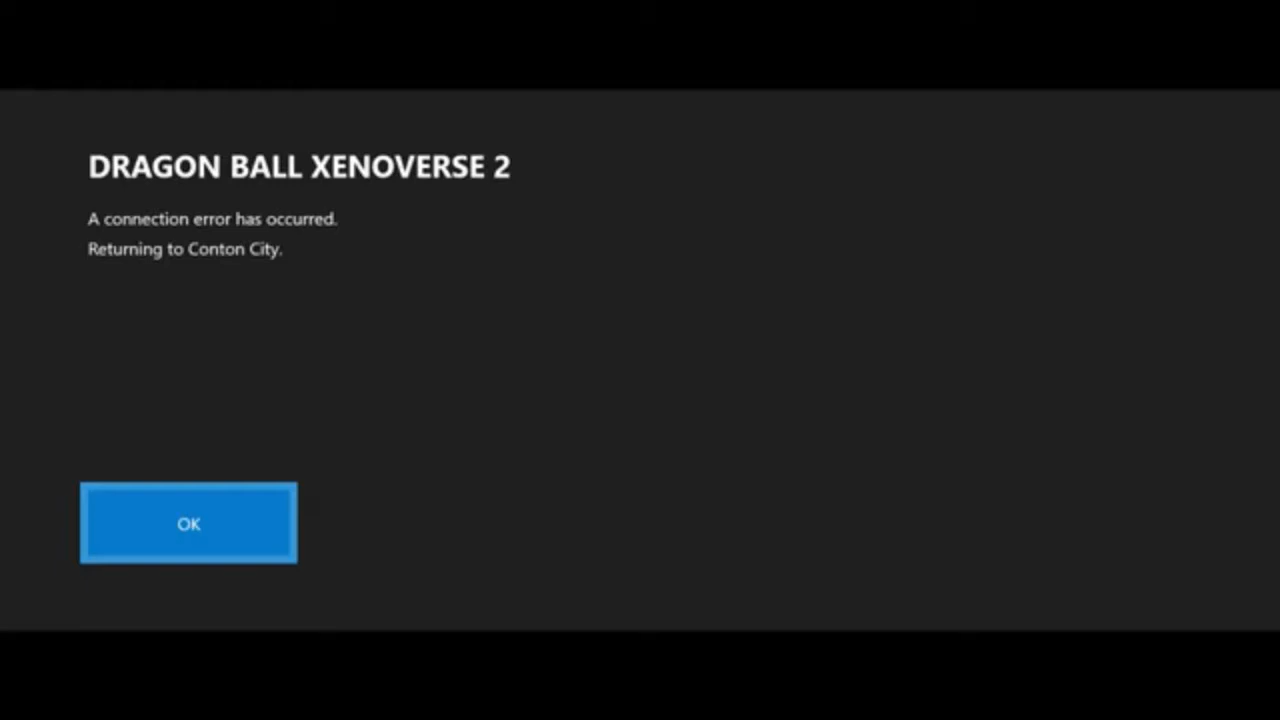 DRAGON BALL XENOVERSE 2
A connection error has occurred.
Returning to Conton City.
OK